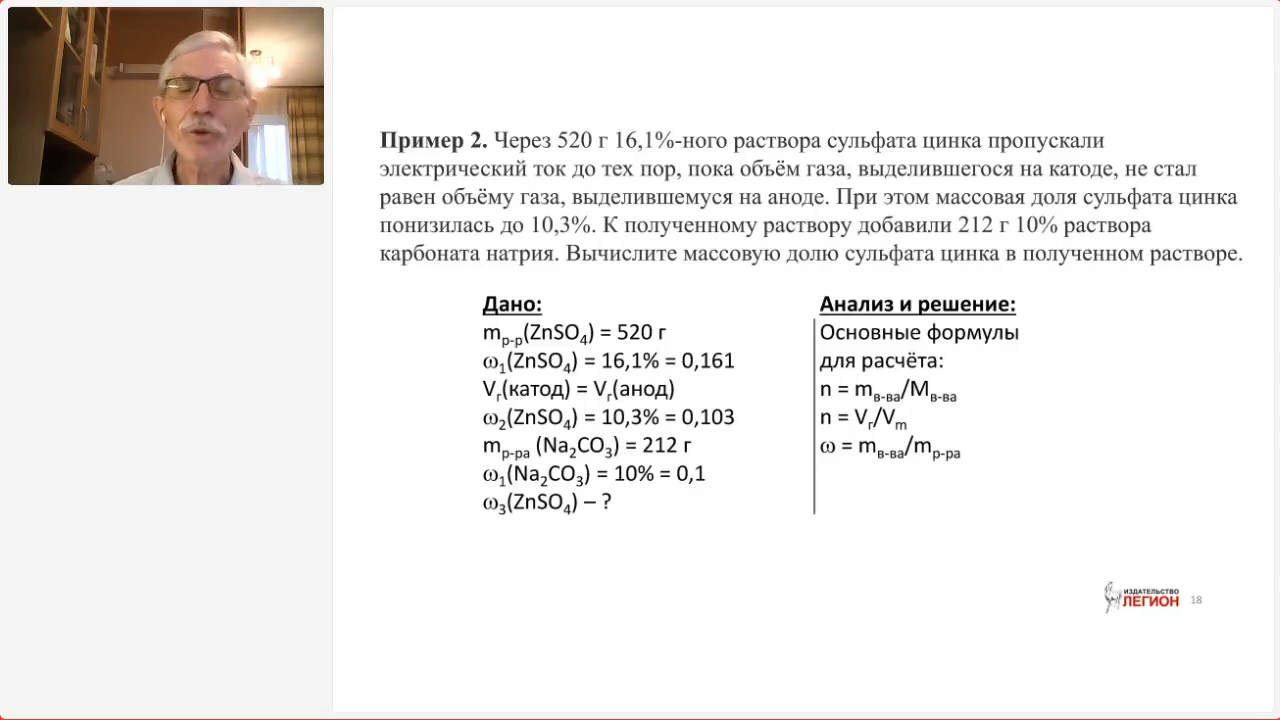 Пример 2. Через 520 г 16,1%-ного раствора сульфата цинка пропускали
электрический ток до тех пор, пока объём газа, выделившегося на катоде, не стал
равен объёму газа, выделившемуся на аноде. При этом массовая доля сульфата цинка
понизилась до 10,3%. К полученному раствору добавили 212 г 10% раствора
карбоната натрия. Вычислите массовую долю сульфата цинка в полученном растворе.
Дано:
mр-р(ZnSO4) = 520 г
ω1(ZnSO4) = 16,1% = 0,161
Vг(катод) = Vг(анод)
ω2(ZnSO4) = 10,3% = 0,103
mр-ра (Na2CO3) = 212 г
ω1(Na2CO3) = 10% = 0,1
ω3(ZnSO4) – ?
Анализ и решение:
Основные формулы
для расчёта:
n = mв-ва/Mв-ва
n = Vг/Vm
ω = mв-ва/mр-ра
ИЗДАТЕЛЬСТВО
ЛЕГИОН
18